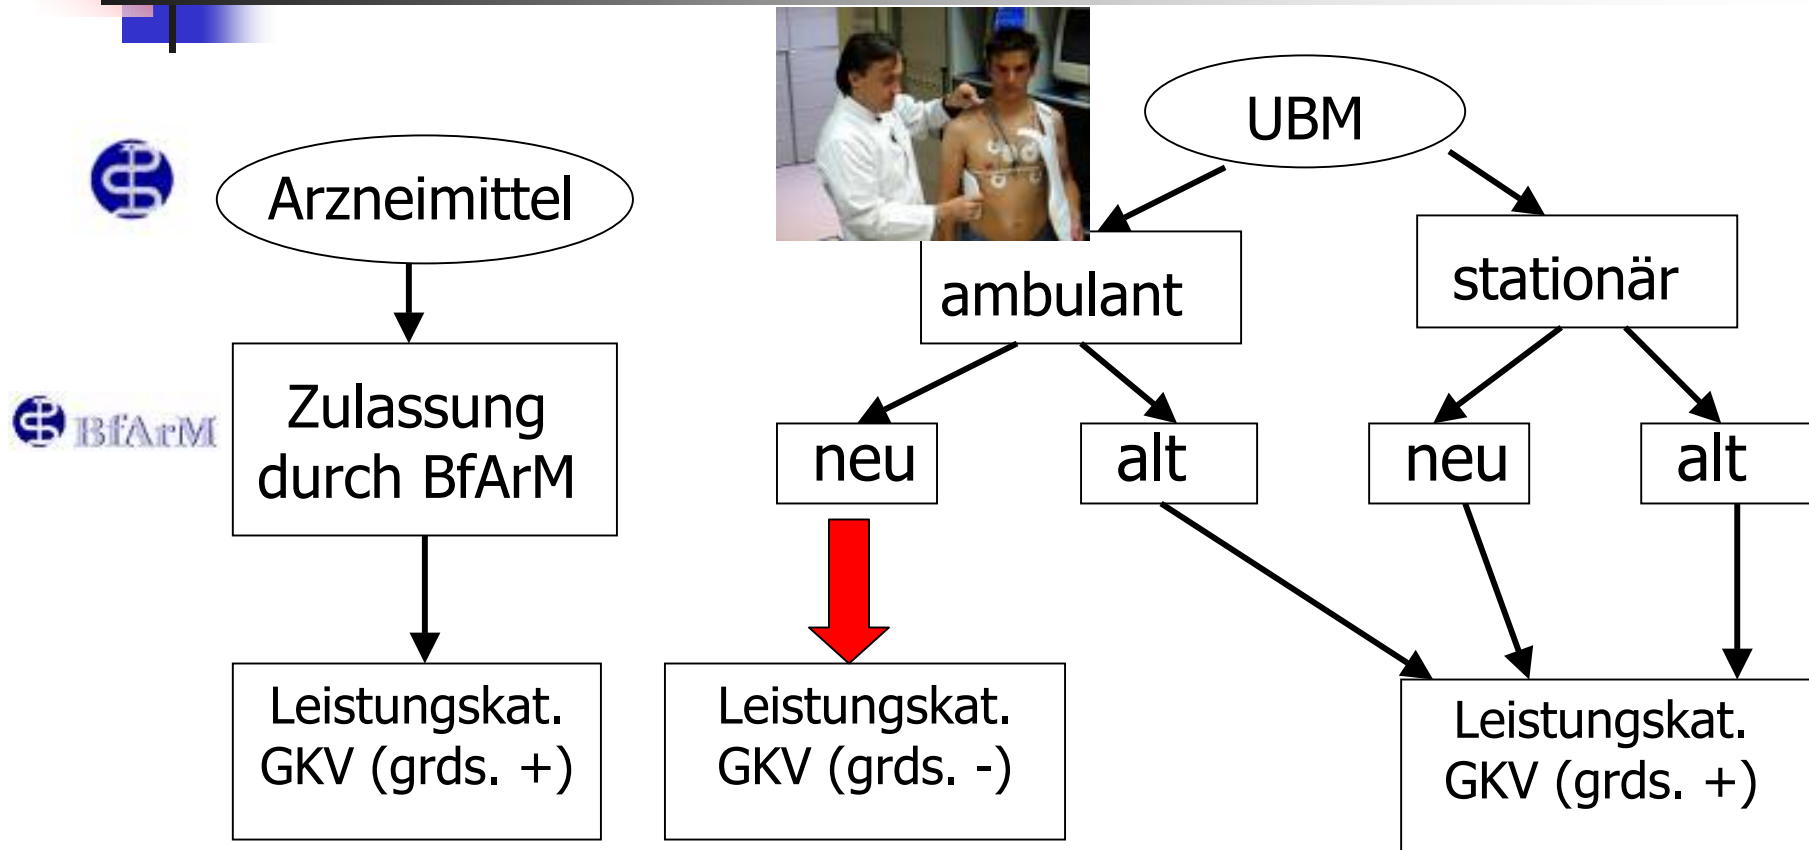 Arzneimittel
Zulassung
durch BfArM
BfArM
Leistungskat.
GKV (grds. +)
UBM
ambulant
stationär
neu
alt
neu
alt
Leistungskat.
GKV (grds. -)
Leistungskat.
GKV (grds. +)